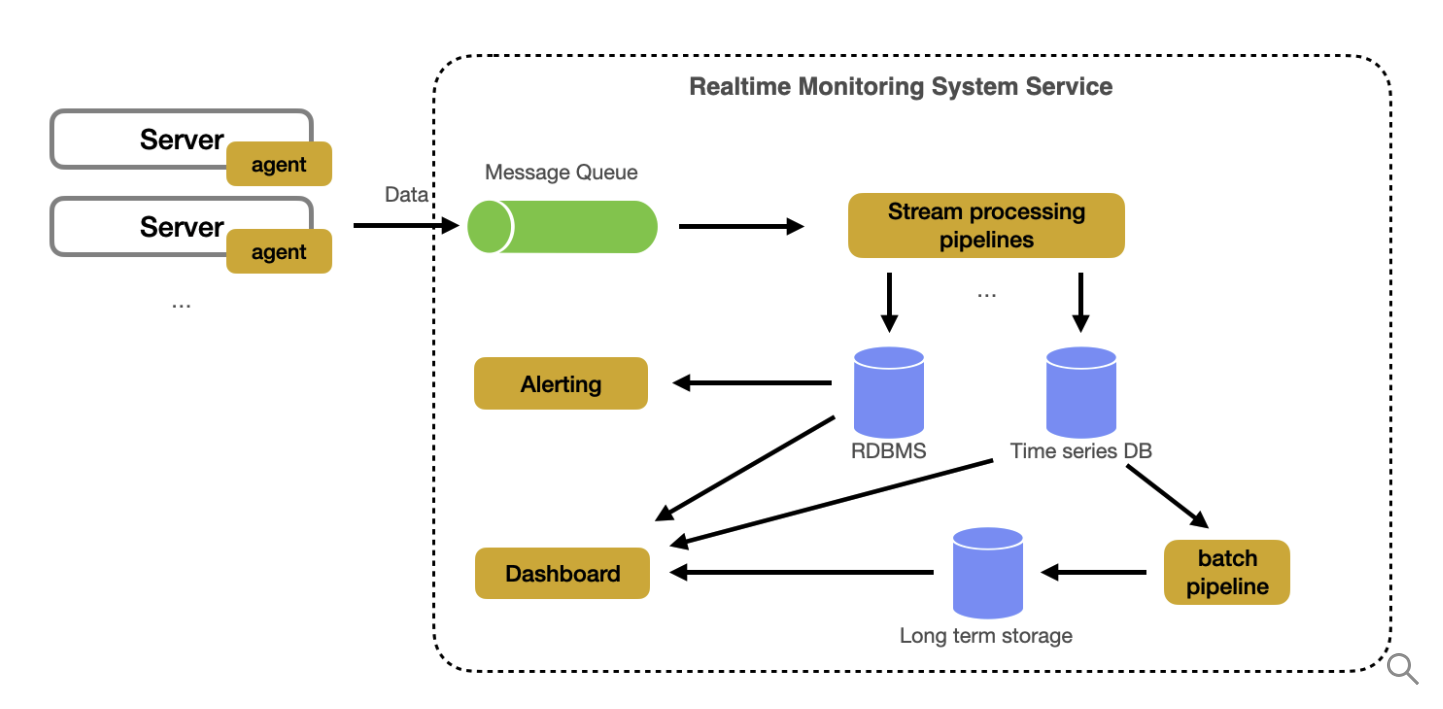 Realtime Monitoring System Service
Server
agent
Server
agent
...
Data
Message Queue
Stream processing
pipelines
...
Alerting
RDBMS
Time series DB
Dashboard
batch
pipeline
Long term storage